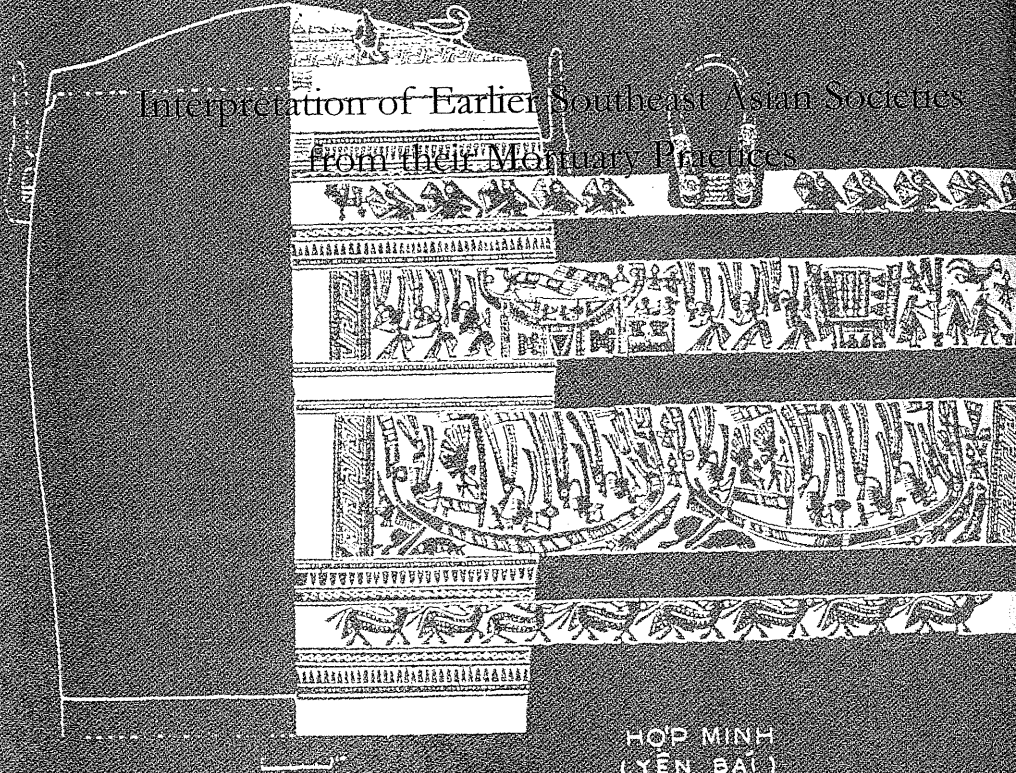 Interpretation of Earlier Southeast Asian Societies
from their Mortuary Practices
HỢP MINH
(YÊN BÁI)